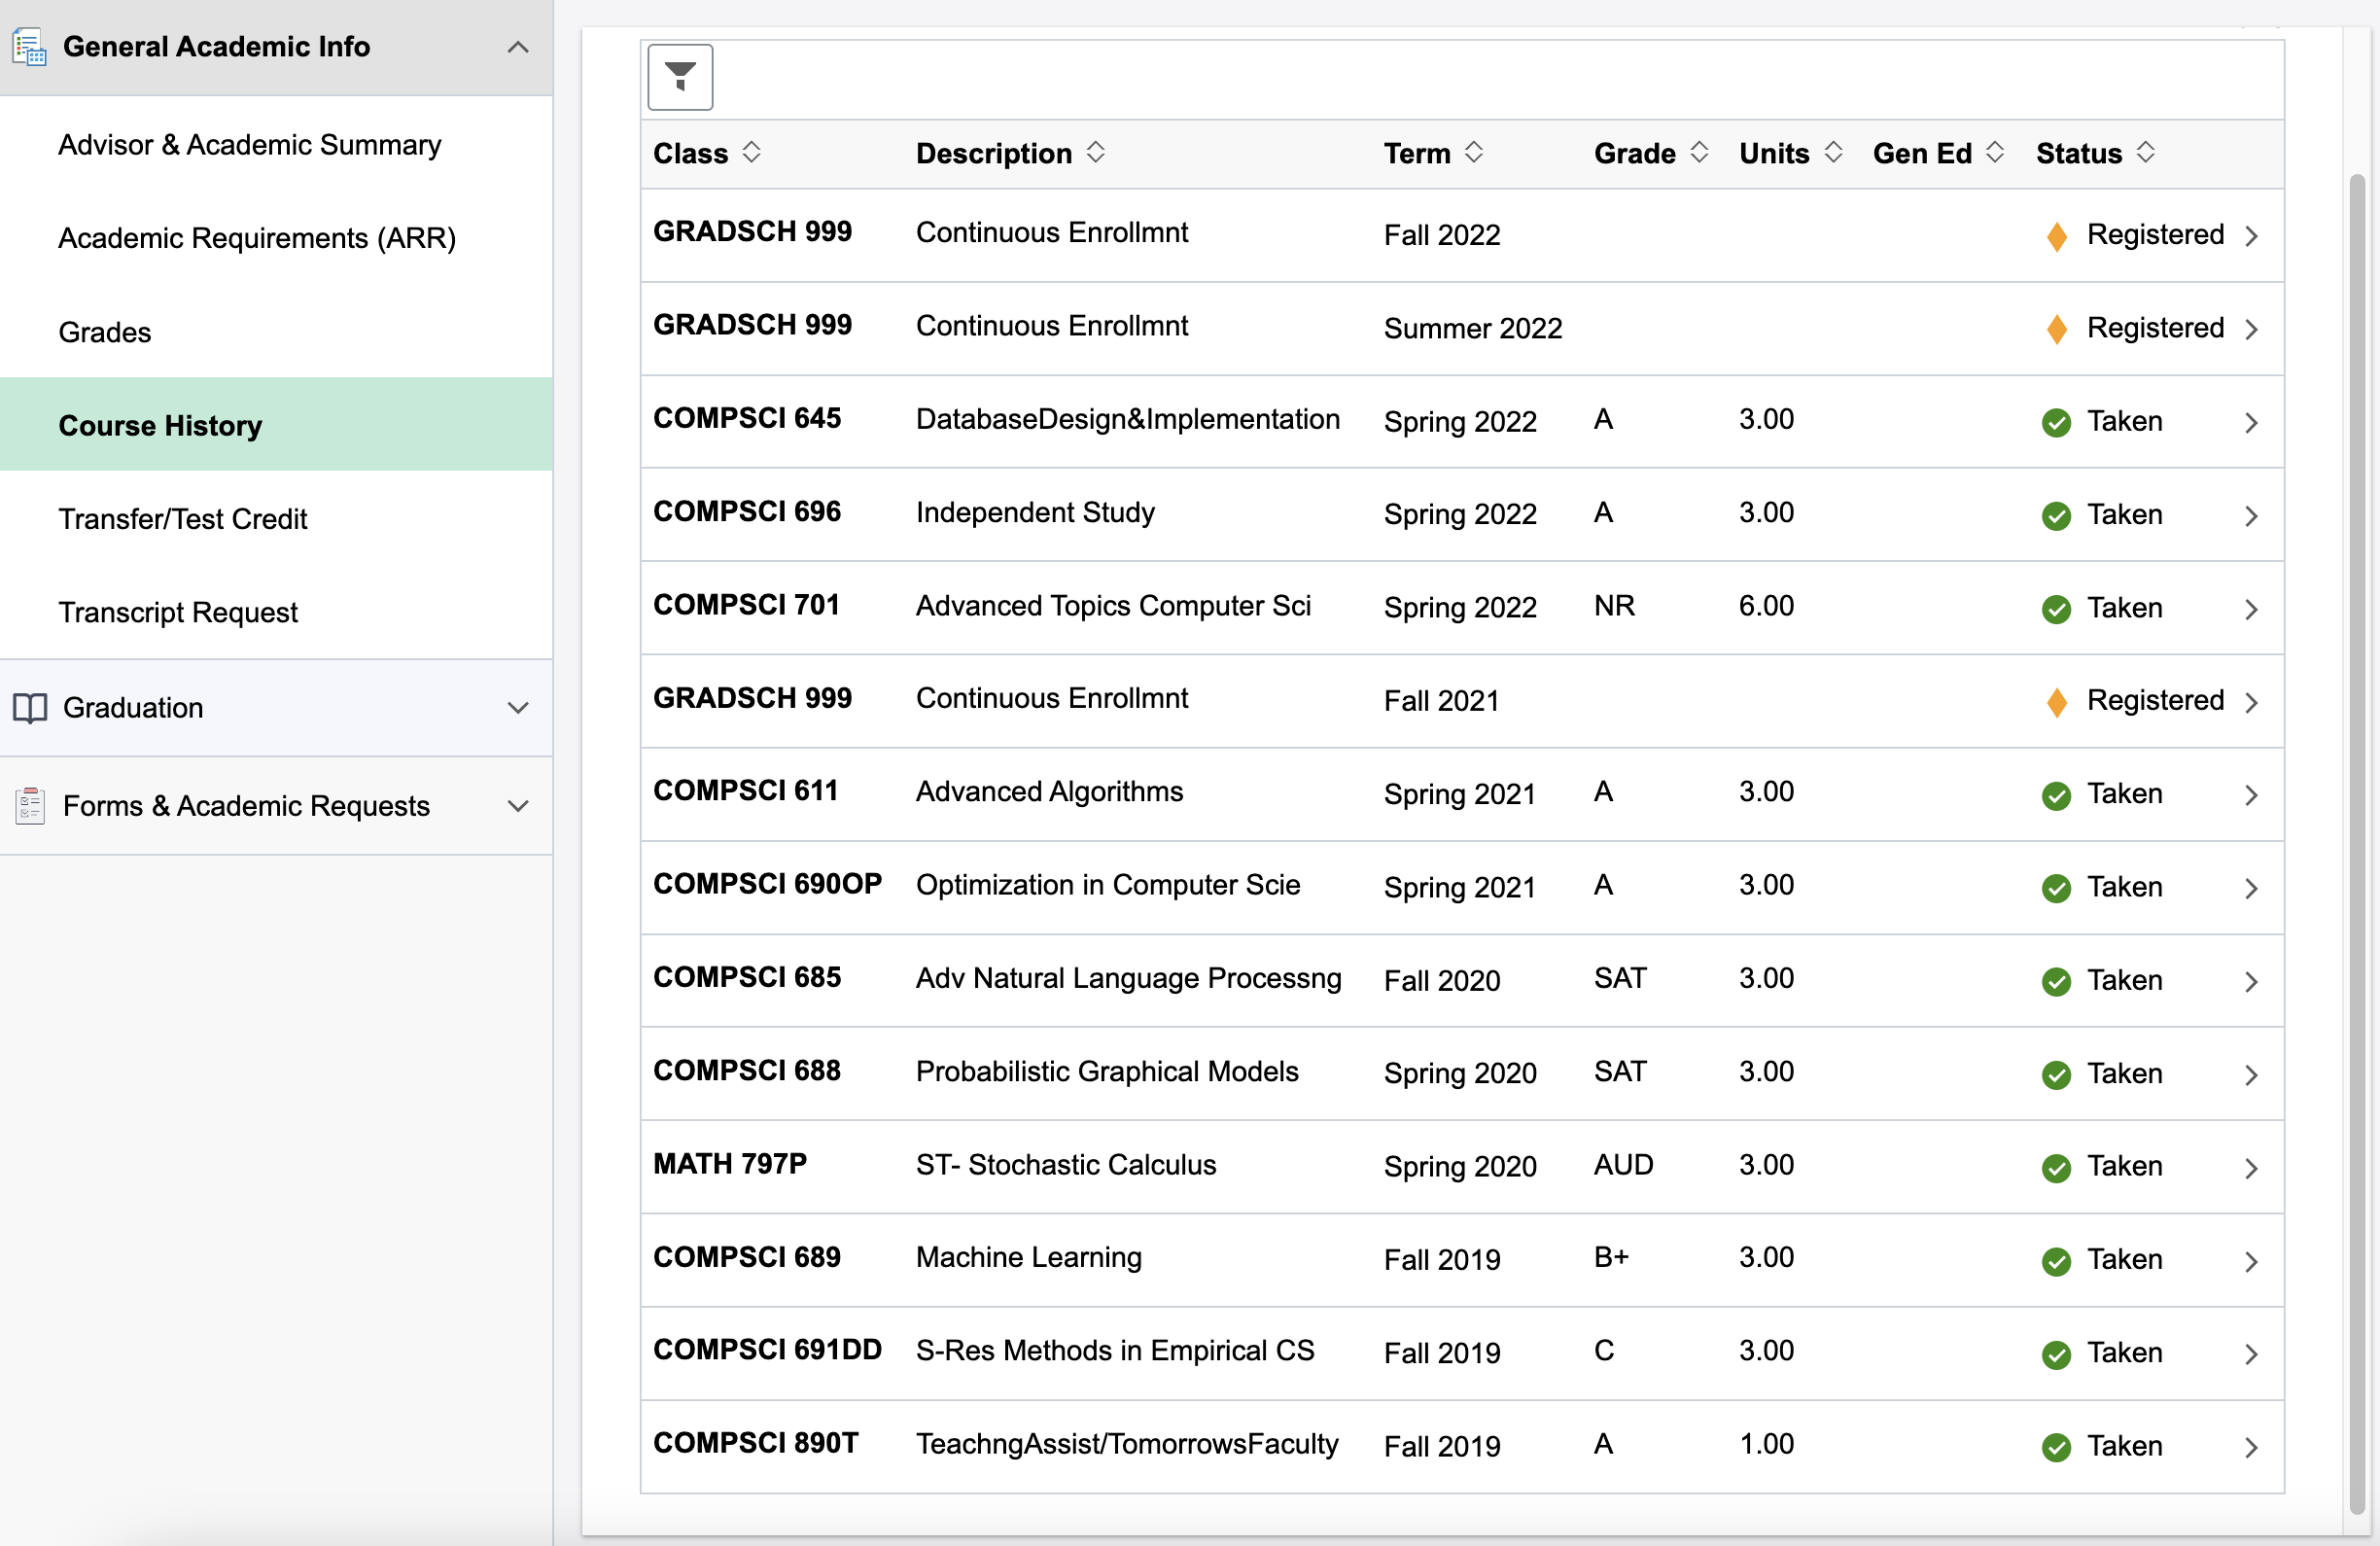 General Academic Info
Advisor & Academic Summary
Academic Requirements (ARR)
Grades
Course History
Transfer/Test Credit
Transcript Request
Graduation
Forms & Academic Requests
Class Description Term Grade Units Gen Ed Status
GRADSCH 999 Continuous Enrollmnt Fall 2022 Registered
GRADSCH 999 Continuous Enrollmnt Summer 2022 Registered
COMPSCI 645 DatabaseDesign&Implementation Spring 2022 A 3.00 Taken
COMPSCI 696 Independent Study Spring 2022 A 3.00 Taken
COMPSCI 701 Advanced Topics Computer Sci Spring 2022 NR 6.00 Taken
GRADSCH 999 Continuous Enrollmnt Fall 2021 Registered
COMPSCI 611 Advanced Algorithms Spring 2021 A 3.00 Taken
COMPSCI 690OP Optimization in Computer Scie Spring 2021 A 3.00 Taken
COMPSCI 685 Adv Natural Language Processng Fall 2020 SAT 3.00 Taken
COMPSCI 688 Probabilistic Graphical Models Spring 2020 SAT 3.00 Taken
MATH 797P ST- Stochastic Calculus Spring 2020 AUD 3.00 Taken
COMPSCI 689 Machine Learning Fall 2019 B+ 3.00 Taken
COMPSCI 691DD S-Res Methods in Empirical CS Fall 2019 C 3.00 Taken
COMPSCI 890T TeachngAssist/TomorrowsFaculty Fall 2019 A 1.00 Taken